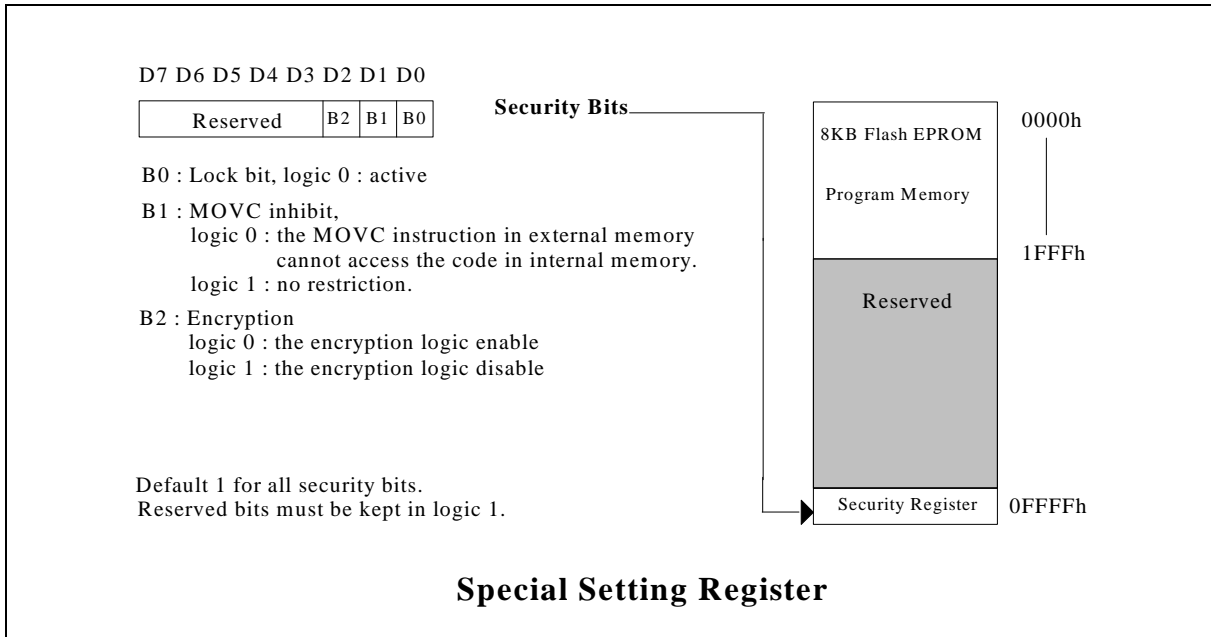 D7 D6 D5 D4 D3 D2 D1 D0
Reserved B2 B1 B0
B0 : Lock bit, logic 0 : active
B1 : MOVC inhibit,
logic 0 : the MOVC instruction in external memory
cannot access the code in internal memory.
logic 1 : no restriction.
B2 : Encryption
logic 0 : the encryption logic enable
logic 1 : the encryption logic disable
Default 1 for all security bits.
Reserved bits must be kept in logic 1.
Security Bits
8KB Flash EPROM
Program Memory
0000h
1FFFh
Reserved
Security Register
0FFFFh
Special Setting Register